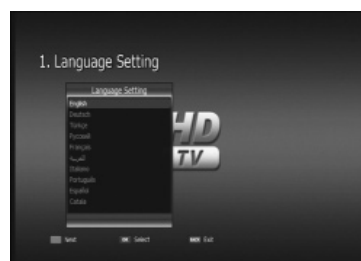 1. Language Setting
Language Setting
English
Deutsch
Türkçe
Русский
Français
العربية
Italiano
Português
Español
Català
HD
TV
Next
OK Select
BACK Exit